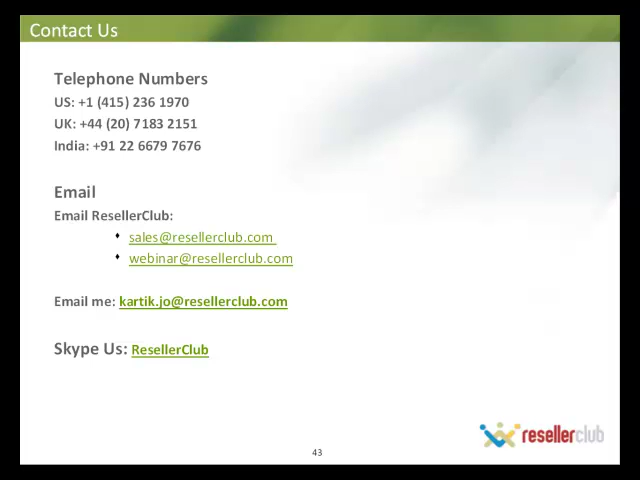 Contact Us
Telephone Numbers
US: +1 (415) 236 1970
UK: +44 (20) 7183 2151
India: +91 22 6679 7676
Email
Email ResellerClub:
sales@resellerclub.com
webinar@resellerclub.com
Email me: kartik.jo@resellerclub.com
Skype Us: ResellerClub
resellerclub
43